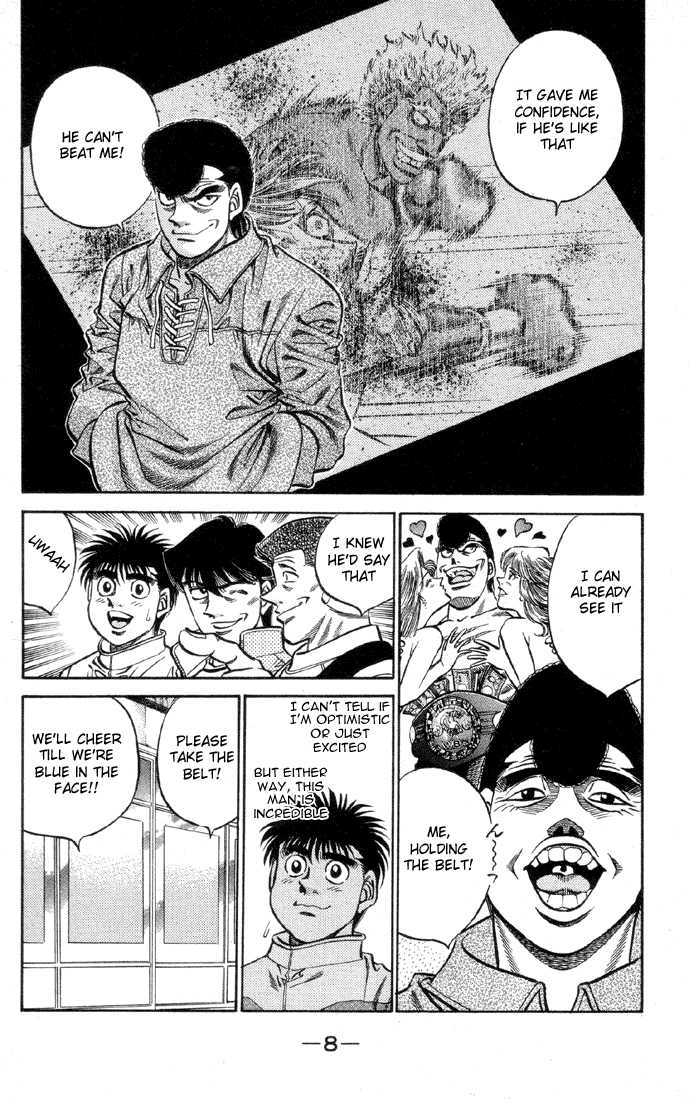 IT GAVE ME
CONFIDENCE,
IF HE'S LIKE
THAT
HE CAN'T
BEAT ME!
I CAN
ALREADY
SEE IT
ME,
HOLDING
THE BELT!
I KNEW
HE'D SAY
THAT
UWAAH
I CAN'T TELL IF
I'M OPTIMISTIC
OR JUST
EXCITED
BUT EITHER
WAY, THIS
MAN IS
INCREDIBLE
PLEASE
TAKE THE
BELT!
WE'LL CHEER
TILL WE'RE
BLUE IN THE
FACE!!
—8—